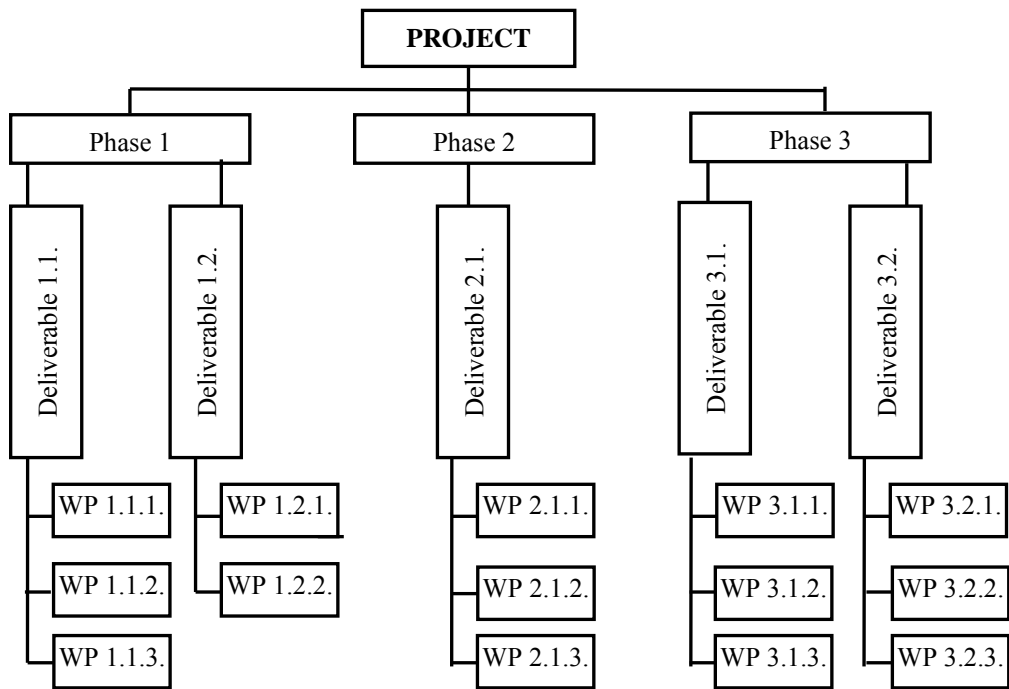 PROJECT
Phase 1
Phase 2
Phase 3
Deliverable 1.1.
Deliverable 1.2.
Deliverable 2.1.
Deliverable 3.1.
Deliverable 3.2.
WP 1.1.1.
WP 1.2.1.
WP 2.1.1.
WP 3.1.1.
WP 3.2.1.
WP 1.1.2.
WP 1.2.2.
WP 2.1.2.
WP 3.1.2.
WP 3.2.2.
WP 1.1.3.
WP 2.1.3.
WP 3.1.3.
WP 3.2.3.